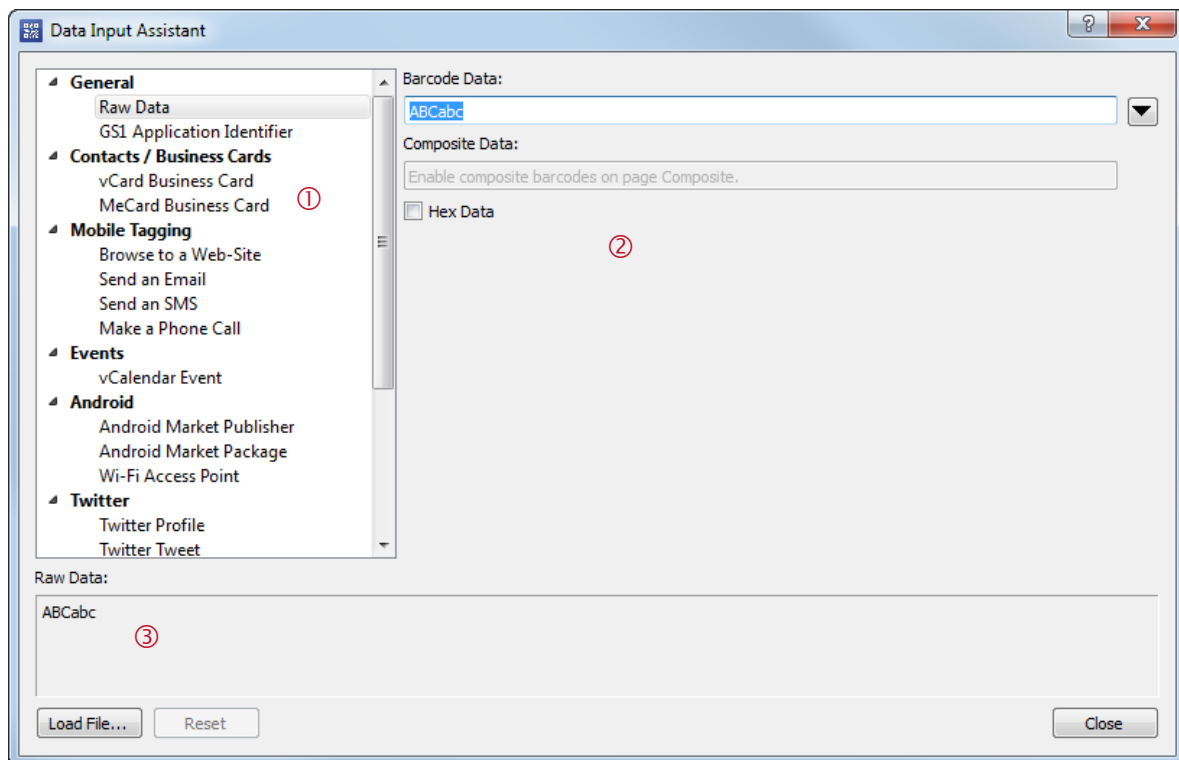 Data Input Assistant
General
Raw Data
GS1 Application Identifier
Contacts / Business Cards
vCard Business Card
MeCard Business Card
①
Mobile Tagging
Browse to a Web-Site
Send an Email
Send an SMS
Make a Phone Call
Events
vCalendar Event
Android
Android Market Publisher
Android Market Package
Wi-Fi Access Point
Twitter
Twitter Profile
Twitter Tweet
Barcode Data:
ABCabc
Composite Data:
Enable composite barcodes on page Composite.
Hex Data
②
Raw Data:
ABCabc
③
Load File...
Reset
Close